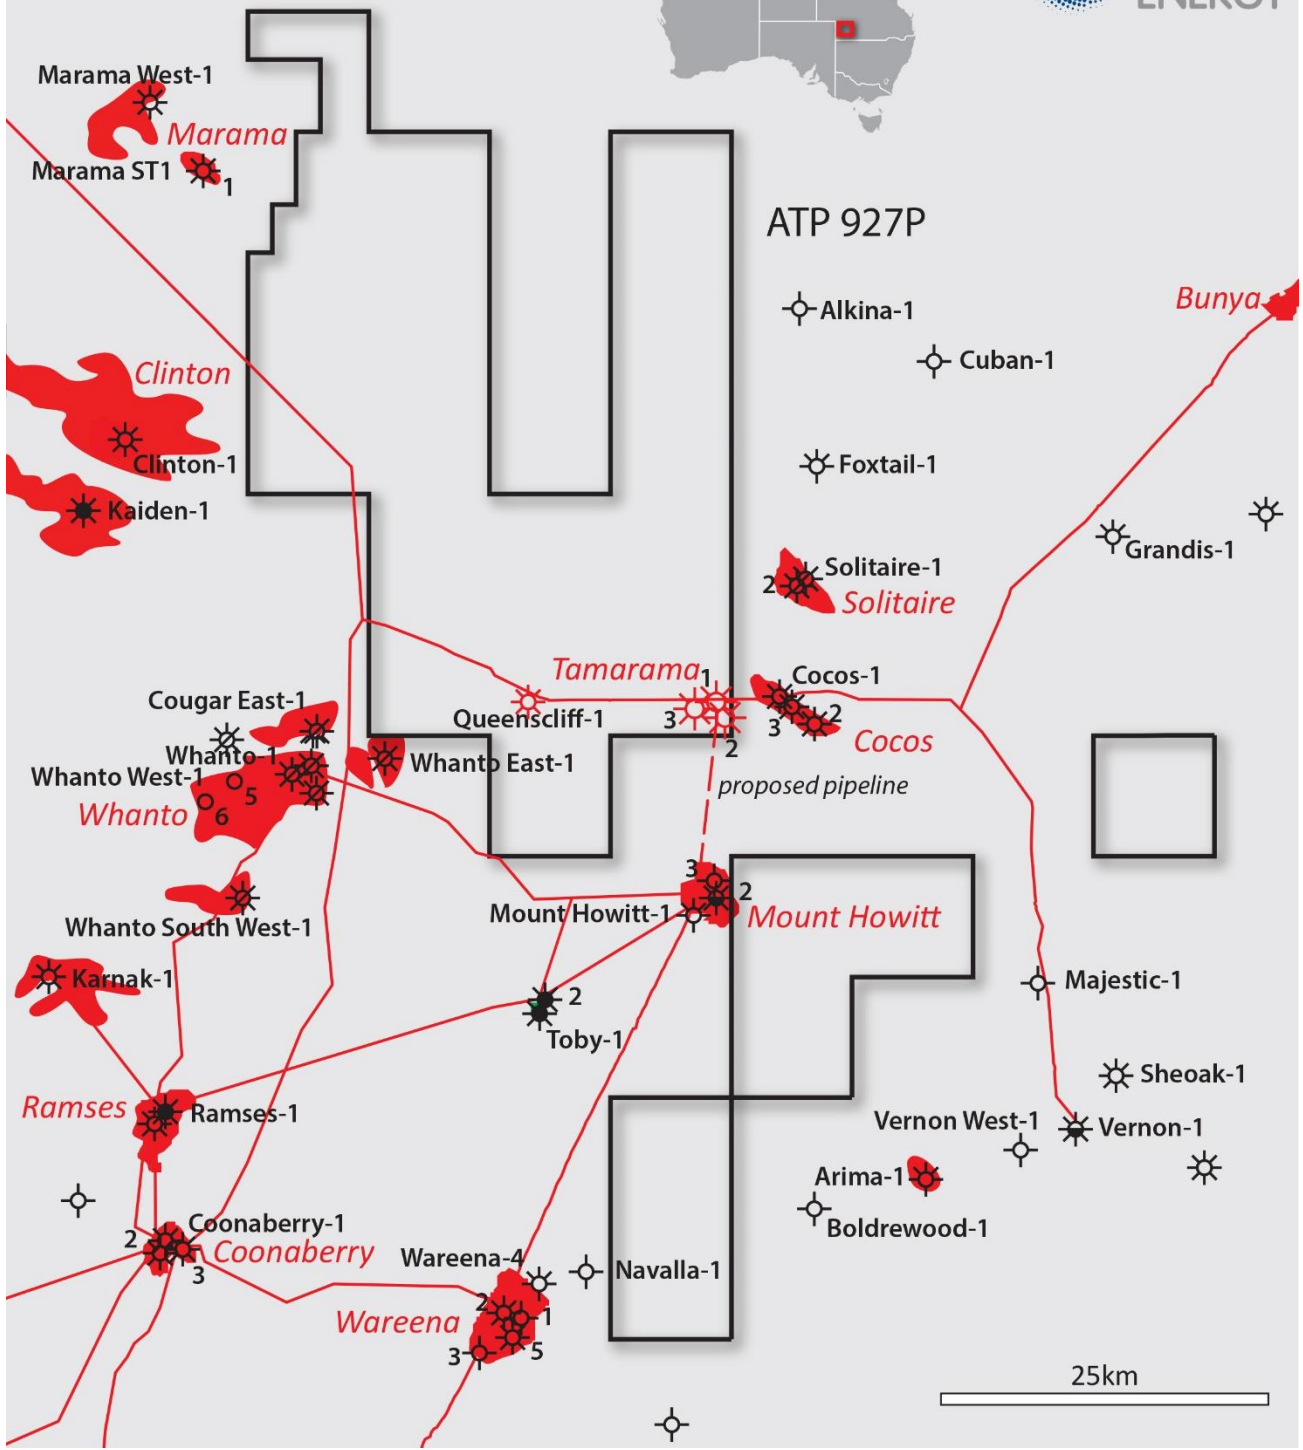 ENERGY
Marama West-1
Marama
Marama ST1
1
ATP 927P
Alkina-1
Bunya
Cuban-1
Clinton
Clinton-1
Foxtail-1
Kaiden-1
Grandis-1
Solitaire-1
2
Solitaire
Tamarama
1
Cocos-1
Cougar East-1
Queenscliff-1
3
2
3
2
Cocos
Whanto-1
Whanto West-1
5
Whanto East-1
Whanto
6
proposed pipeline
3
2
Mount Howitt-1
Mount Howitt
Whanto South West-1
Karnak-1
Majestic-1
2
Toby-1
Sheoak-1
Ramses
Ramses-1
Vernon West-1
Vernon-1
Arima-1
Boldrewood-1
Coonaberry-1
2
Coonaberry
3
Wareena-4
Navalla-1
2
1
Wareena
5
3
25km